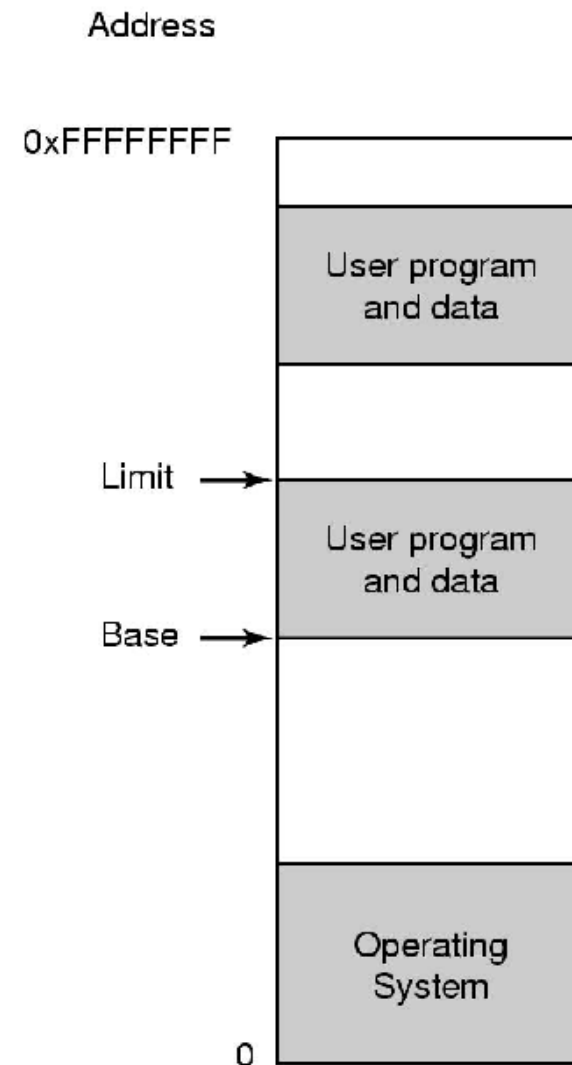 Address
0xFFFFFFFF
User program
and data
Limit
User program
and data
Base
Operating
System
0